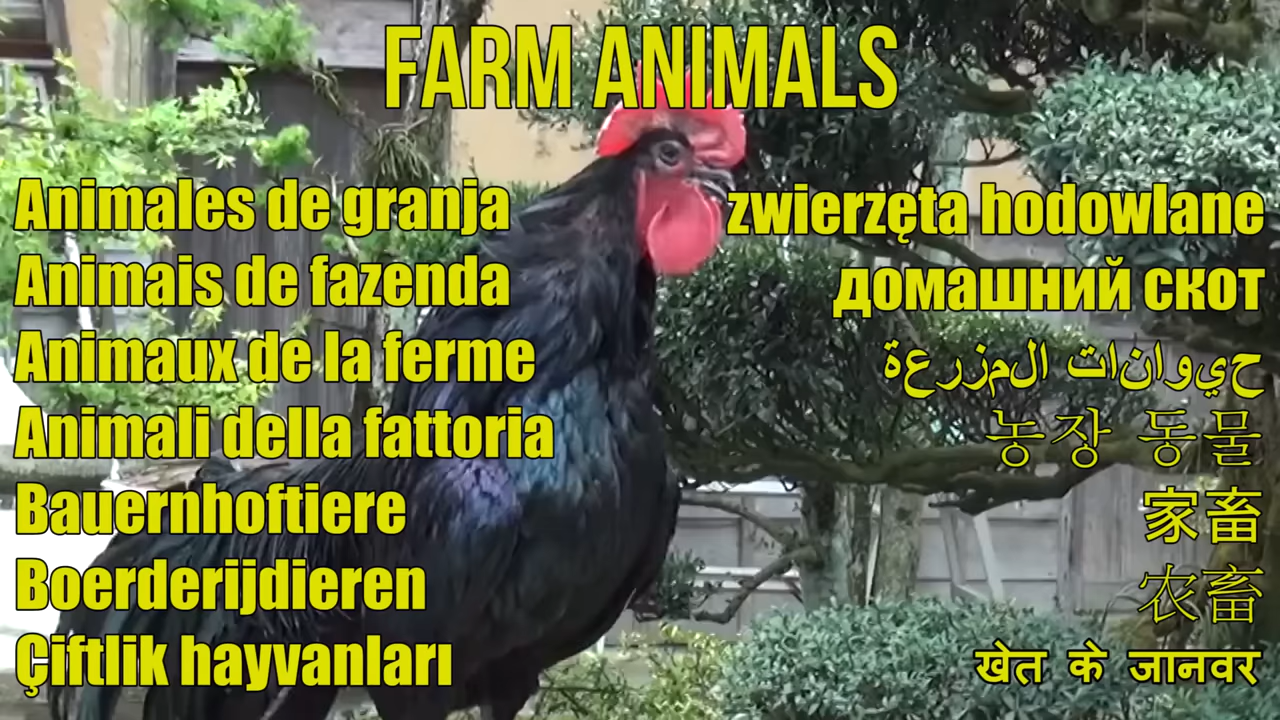 FARM ANIMALS
Animales de granja
Animais de fazenda
Animaux de la ferme
Animali della fattoria
Bauernhoftiere
Boerderijdieren
Çiftlik hayvanları
zwierzęta hodowlane
домашний скот
حيوانات المزرعة
농장 동물
家畜
农畜
खेत के जानवर